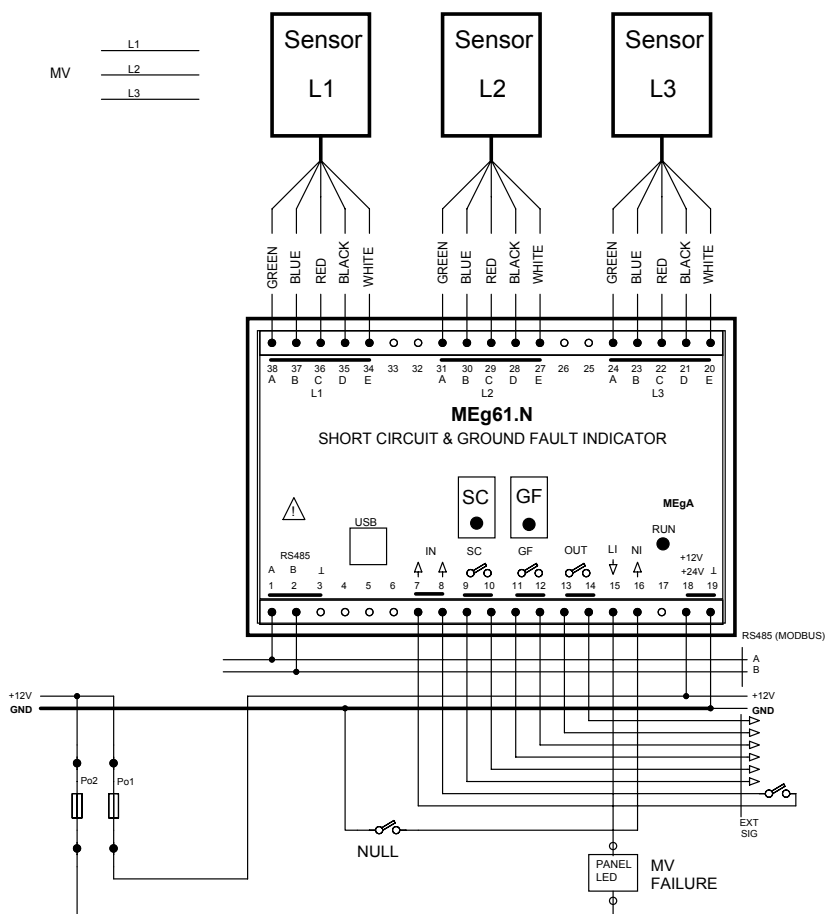 Sensor Sensor Sensor
L1 L2 L3
MV
L1
L2
L3
GREEN BLUE RED BLACK WHITE GREEN BLUE RED BLACK WHITE GREEN BLUE RED BLACK WHITE
38 37 36 35 34 33 32 31 30 29 28 27 26 25 24 23 22 21 20
A B C D E A B C D E A B C D E
L1 L2 L3
MEg61.N
SHORT CIRCUIT & GROUND FAULT INDICATOR
SC GF
MEgA
! USB
RUN
RS485 IN SC GF OUT LI NI
+12V
A B ⊥ +24V ⊥
1 2 3 4 5 6 7 8 9 10 11 12 13 14 15 16 17 18 19
RS485 (MODBUS)
A
B
+12V +12V
GND GND
Po2 Po1
EXT
SIG
NULL
PANEL
LED
MV
FAILURE